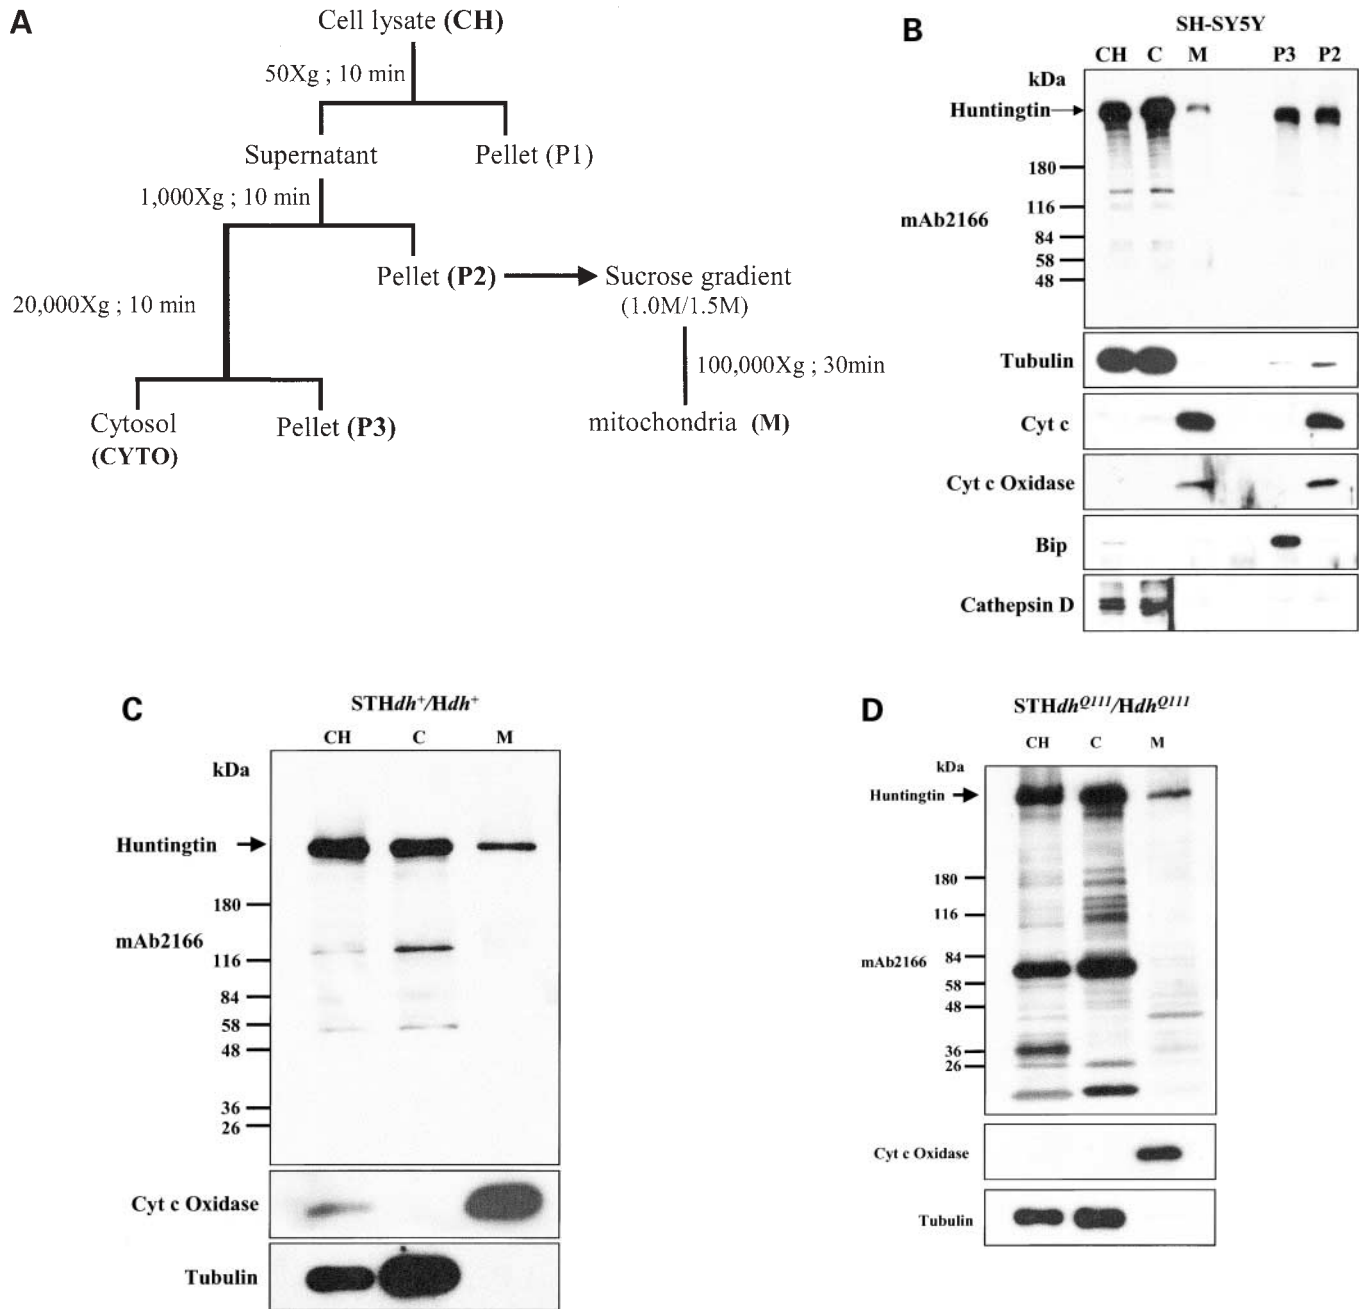 A
Cell lysate (CH)
50Xg ; 10 min
Supernatant
Pellet (P1)
1,000Xg ; 10 min
Pellet (P2)
Sucrose gradient
(1.0M/1.5M)
20,000Xg ; 10 min
100,000Xg ; 30min
Cytosol
(CYTO)
Pellet (P3)
mitochondria (M)
B
SH-SY5Y
CH C M P3 P2
kDa
Huntingtin
180
116
mAb2166
84
58
48
Tubulin
Cyt c
Cyt c Oxidase
Bip
Cathepsin D
C
STHdh+/Hdh+
CH C M
kDa
Huntingtin
180
mAb2166
116
84
58
48
36
26
Cyt c Oxidase
Tubulin
D
STHdhQ111/HdhQ111
CH C M
kDa
Huntingtin
180
116
mAb2166
84
58
48
36
26
Cyt c Oxidase
Tubulin